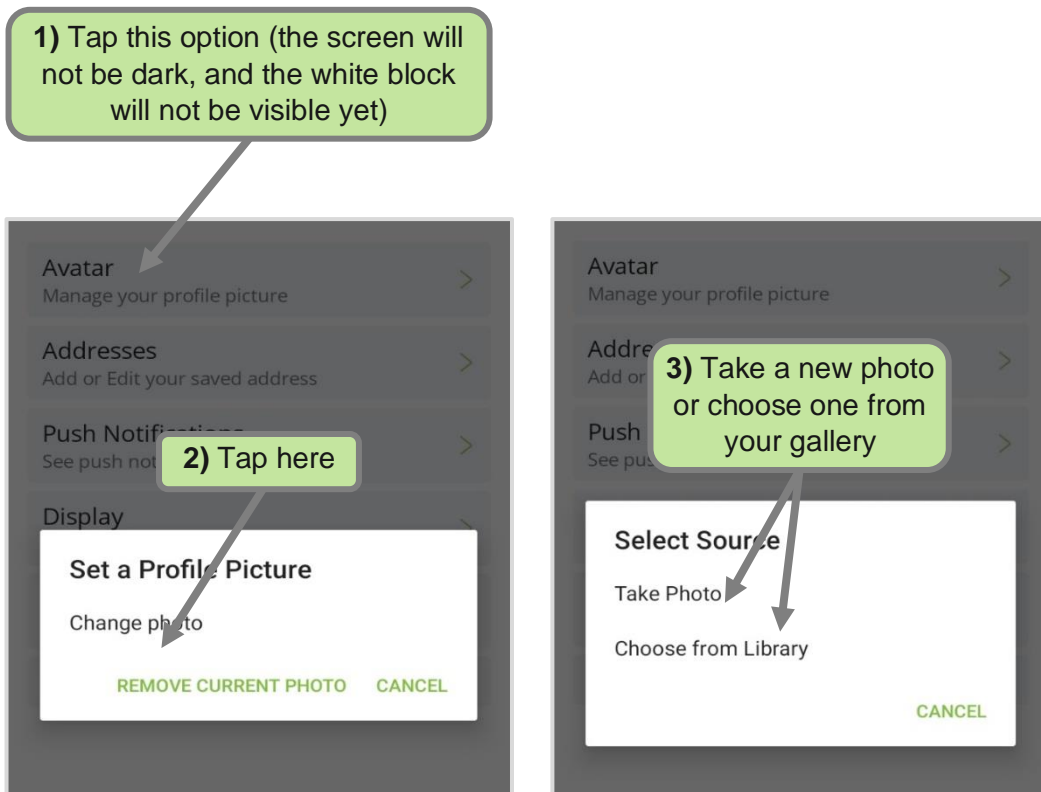 1) Tap this option (the screen will
not be dark, and the white block
will not be visible yet)
Avatar
Manage your profile picture
Addresses
Add or Edit your saved address
Push Notifications
See push not
2) Tap here
Display
Set a Profile Picture
Change photo
REMOVE CURRENT PHOTO CANCEL
Avatar
Manage your profile picture
Addre
Add or
3) Take a new photo
or choose one from
your gallery
Push
See pus
Select Source
Take Photo
Choose from Library
CANCEL